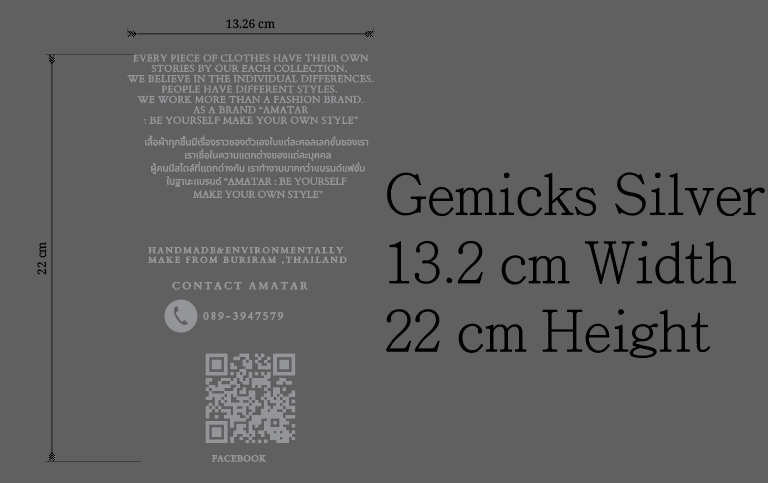 13.26 cm
EVERY PIECE OF CLOTHES HAVE THEIR OWN
STORIES BY OUR EACH COLLECTION.
WE BELIEVE IN THE INDIVIDUAL DIFFERENCES.
PEOPLE HAVE DIFFERENT STYLES.
WE WORK MORE THAN A FASHION BRAND.
AS A BRAND “AMATAR
: BE YOURSELF MAKE YOUR OWN STYLE”
เสื้อผ้าทุกชิ้นมีเรื่องราวของตัวเองในแต่ละคอลเลกชั่นของเรา
เราเชื่อในความแตกต่างของแต่ละบุคคล
ผู้คนมีสไตล์ที่แตกต่างกัน เราทำงานมากกว่าแบรนด์แฟชั่น
ในฐานะแบรนด์ “AMATAR : BE YOURSELF
MAKE YOUR OWN STYLE”
22 cm
Gemicks Silver
13.2 cm Width
22 cm Height
HANDMADE&ENVIRONMENTALLY
MAKE FROM BURIRAM ,THAILAND
CONTACT AMATAR
089-3947579
FACEBOOK